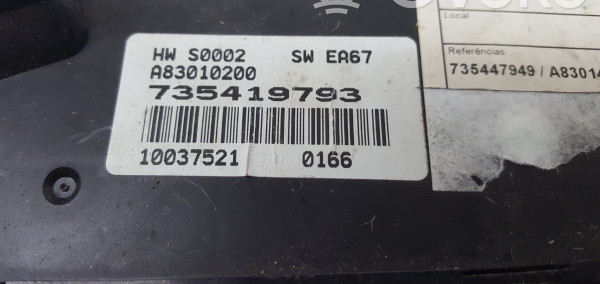 HW S0002 SW EA67
A83010200
735419793
10037521 0166
Local
Referências
735447949 / A83014